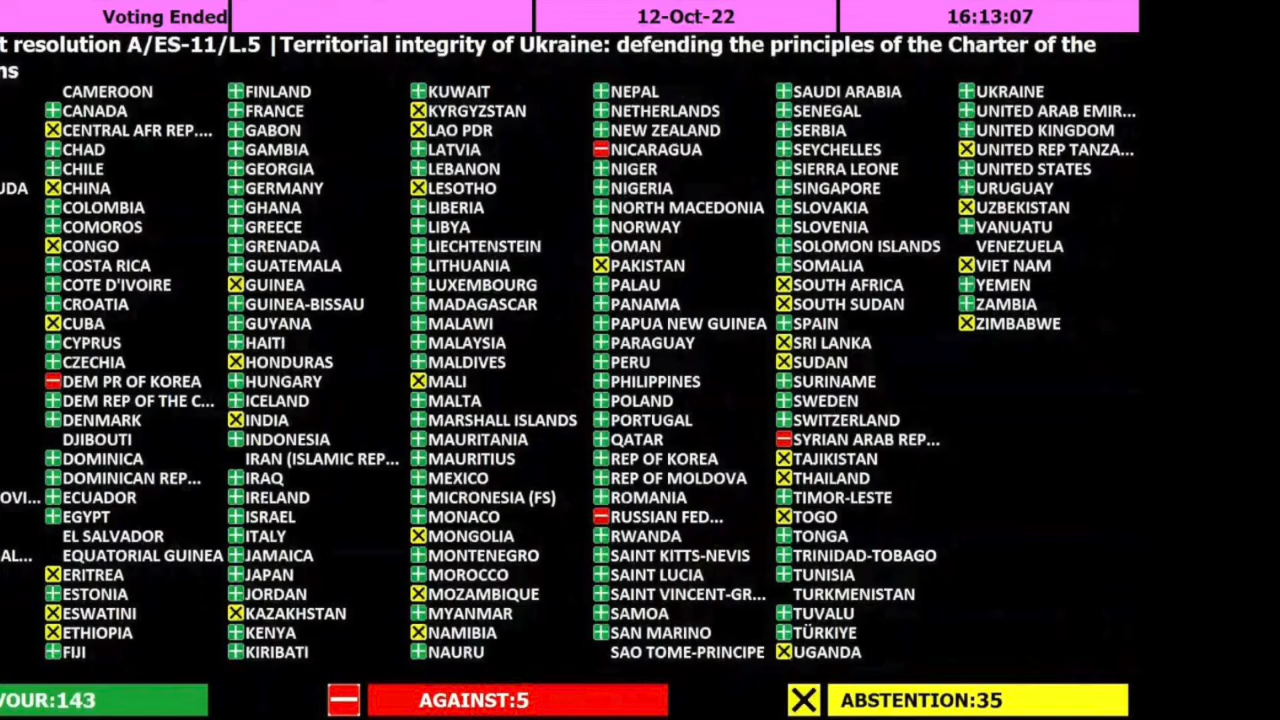 Voting Ended 12-Oct-22 16:13:07
t resolution A/ES-11/L.5 |Territorial integrity of Ukraine: defending the principles of the Charter of the
ns
CAMEROON
CANADA
CENTRAL AFR REP....
CHAD
CHILE
UDA
CHINA
COLOMBIA
COMOROS
CONGO
COSTA RICA
COTE D'IVOIRE
CROATIA
CUBA
CYPRUS
CZECHIA
DEM PR OF KOREA
DEM REP OF THE C...
DENMARK
DJIBOUTI
DOMINICA
DOMINICAN REP...
OVI...
ECUADOR
EGYPT
EL SALVADOR
AL...
EQUATORIAL GUINEA
ERITREA
ESTONIA
ESWATINI
ETHIOPIA
FIJI
FINLAND
FRANCE
GABON
GAMBIA
GEORGIA
GERMANY
GHANA
GREECE
GRENADA
GUATEMALA
GUINEA
GUINEA-BISSAU
GUYANA
HAITI
HONDURAS
HUNGARY
ICELAND
INDIA
INDONESIA
IRAN (ISLAMIC REP...
IRAQ
IRELAND
ISRAEL
ITALY
JAMAICA
JAPAN
JORDAN
KAZAKHSTAN
KENYA
KIRIBATI
KUWAIT
KYRGYZSTAN
LAO PDR
LATVIA
LEBANON
LESOTHO
LIBERIA
LIBYA
LIECHTENSTEIN
LITHUANIA
LUXEMBOURG
MADAGASCAR
MALAWI
MALAYSIA
MALDIVES
MALI
MALTA
MARSHALL ISLANDS
MAURITANIA
MAURITIUS
MEXICO
MICRONESIA (FS)
MONACO
MONGOLIA
MONTENEGRO
MOROCCO
MOZAMBIQUE
MYANMAR
NAMIBIA
NAURU
NEPAL
NETHERLANDS
NEW ZEALAND
NICARAGUA
NIGER
NIGERIA
NORTH MACEDONIA
NORWAY
OMAN
PAKISTAN
PALAU
PANAMA
PAPUA NEW GUINEA
PARAGUAY
PERU
PHILIPPINES
POLAND
PORTUGAL
QATAR
REP OF KOREA
REP OF MOLDOVA
ROMANIA
RUSSIAN FED...
RWANDA
SAINT KITTS-NEVIS
SAINT LUCIA
SAINT VINCENT-GR...
SAMOA
SAN MARINO
SAO TOME-PRINCIPE
SAUDI ARABIA
SENEGAL
SERBIA
SEYCHELLES
SIERRA LEONE
SINGAPORE
SLOVAKIA
SLOVENIA
SOLOMON ISLANDS
SOMALIA
SOUTH AFRICA
SOUTH SUDAN
SPAIN
SRI LANKA
SUDAN
SURINAME
SWEDEN
SWITZERLAND
SYRIAN ARAB REP...
TAJIKISTAN
THAILAND
TIMOR-LESTE
TOGO
TONGA
TRINIDAD-TOBAGO
TUNISIA
TURKMENISTAN
TUVALU
TÜRKIYE
UGANDA
UKRAINE
UNITED ARAB EMIR...
UNITED KINGDOM
UNITED REP TANZA...
UNITED STATES
URUGUAY
UZBEKISTAN
VANUATU
VENEZUELA
VIET NAM
YEMEN
ZAMBIA
ZIMBABWE
VOUR:143 AGAINST:5 ABSTENTION:35